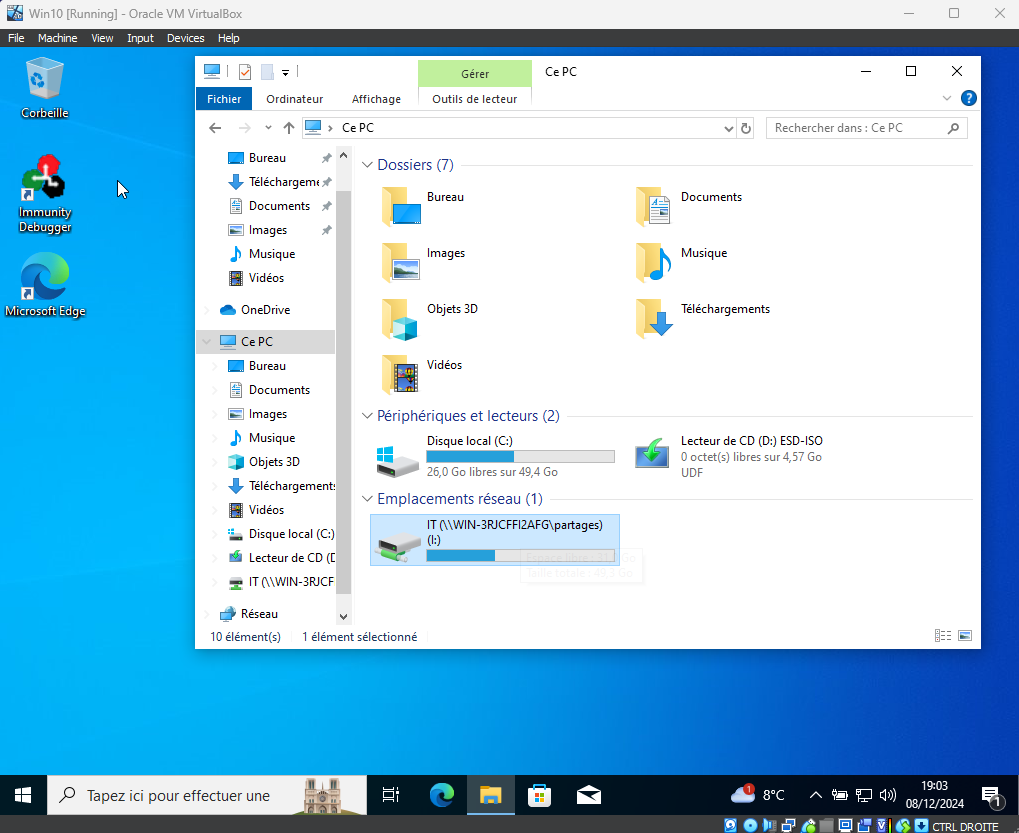 Win10 [Running] - Oracle VM VirtualBox
File Machine View Input Devices Help
Corbeille
Immunity
Debugger
Microsoft Edge
Gérer
Ce PC
Fichier
Ordinateur
Affichage
Outils de lecteur
Ce PC
Rechercher dans : Ce PC
Bureau
Téléchargeme
Documents
Images
Musique
Vidéos
OneDrive
Ce PC
Bureau
Documents
Images
Musique
Objets 3D
Téléchargements
Vidéos
Disque local (C:)
Lecteur de CD (D
IT (\\WIN-3RJCF
Réseau
Dossiers (7)
Bureau
Documents
Images
Musique
Objets 3D
Téléchargements
Vidéos
Périphériques et lecteurs (2)
Disque local (C:)
26,0 Go libres sur 49,4 Go
Lecteur de CD (D:) ESD-ISO
0 octet(s) libres sur 4,57 Go
UDF
Emplacements réseau (1)
IT (\\WIN-3RJCFFI2AFG\partages)
(I:)
Taille totale : 49,3 Go
10 élément(s)
1 élément sélectionné
Tapez ici pour effectuer une
1
8°C
19:03
08/12/2024
1
CTRL DROITE